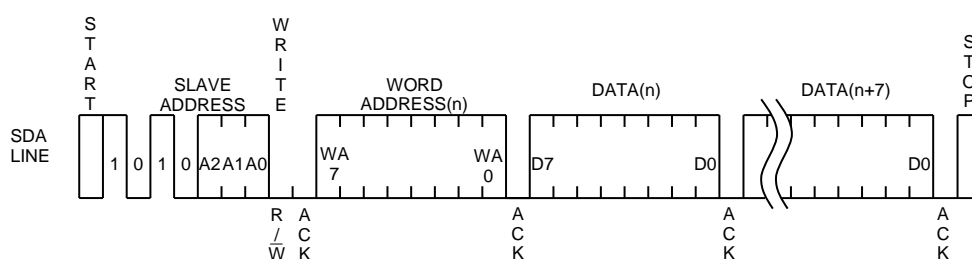 START
WRITE
STOP
SLAVE
ADDRESS
WORD
ADDRESS(n)
DATA(n)
DATA(n+7)
SDA
LINE
1 0 1 0 A2 A1 A0
WA
7
WA
0
D7
D0
D0
R/W
ACK
ACK
ACK
ACK